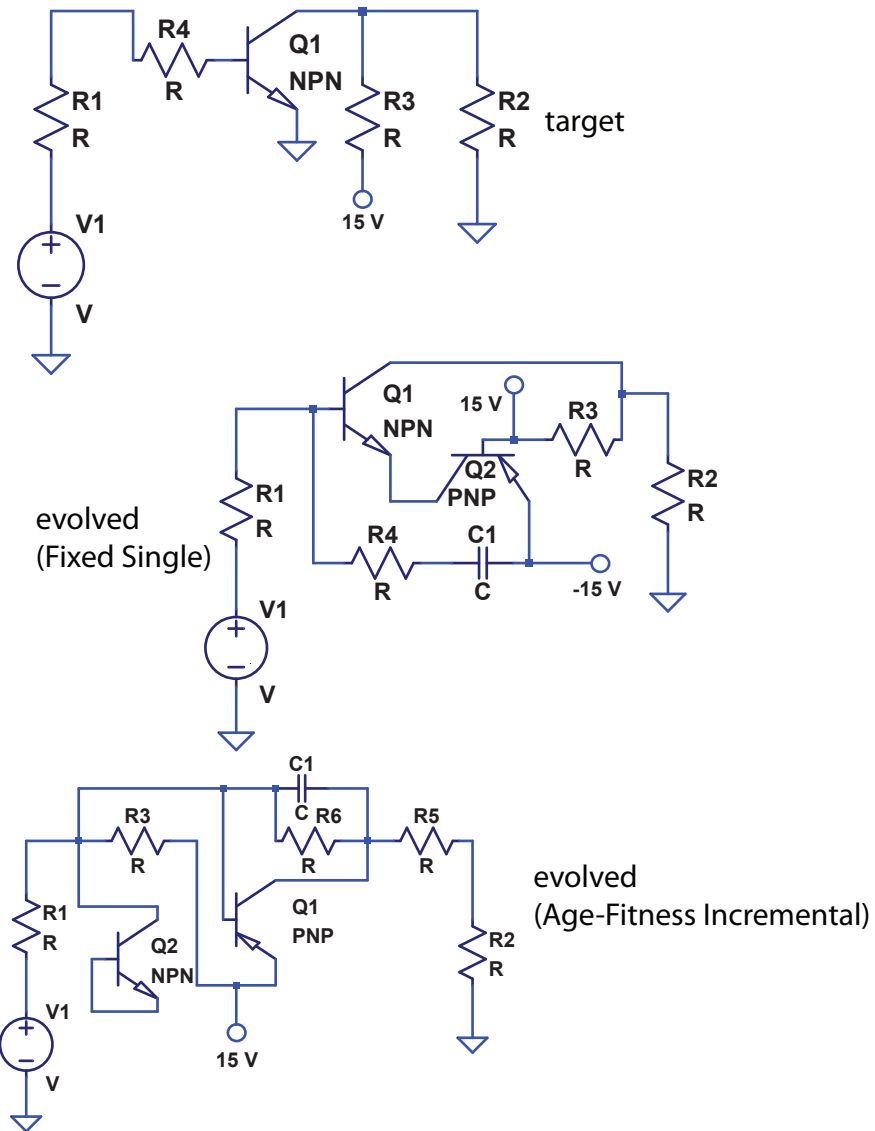 R4
R
Q1
NPN
R1
R
R3
R
R2
R
target
15 V
V1
V
Q1
NPN
15 V
R3
R
Q2
PNP
R2
R
R1
R
evolved
(Fixed Single)
R4
R
C1
C
-15 V
V1
V
C1
C
R3
R
R6
R
R5
R
evolved
(Age-Fitness Incremental)
R1
R
Q1
PNP
Q2
NPN
R2
R
V1
V
15 V